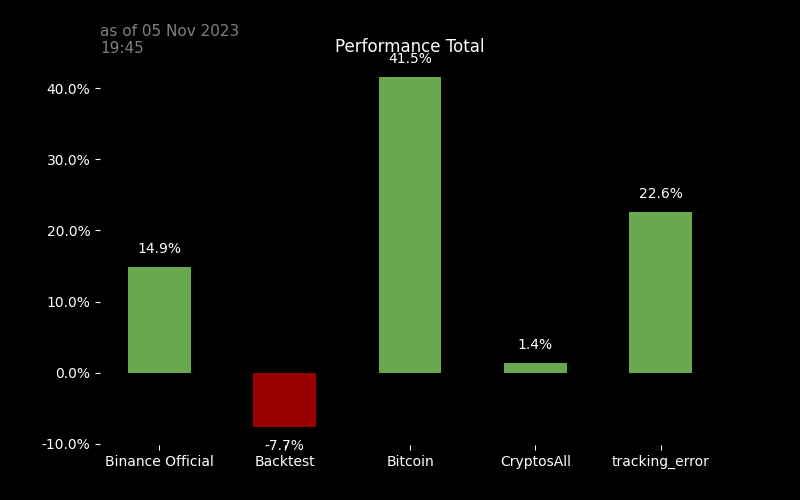 as of 05 Nov 2023
19:45
Performance Total
41.5%
40.0%
30.0%
22.6%
20.0%
14.9%
10.0%
1.4%
0.0%
-7.7%
-10.0%
Binance Official
Backtest
Bitcoin
CryptosAll
tracking_error